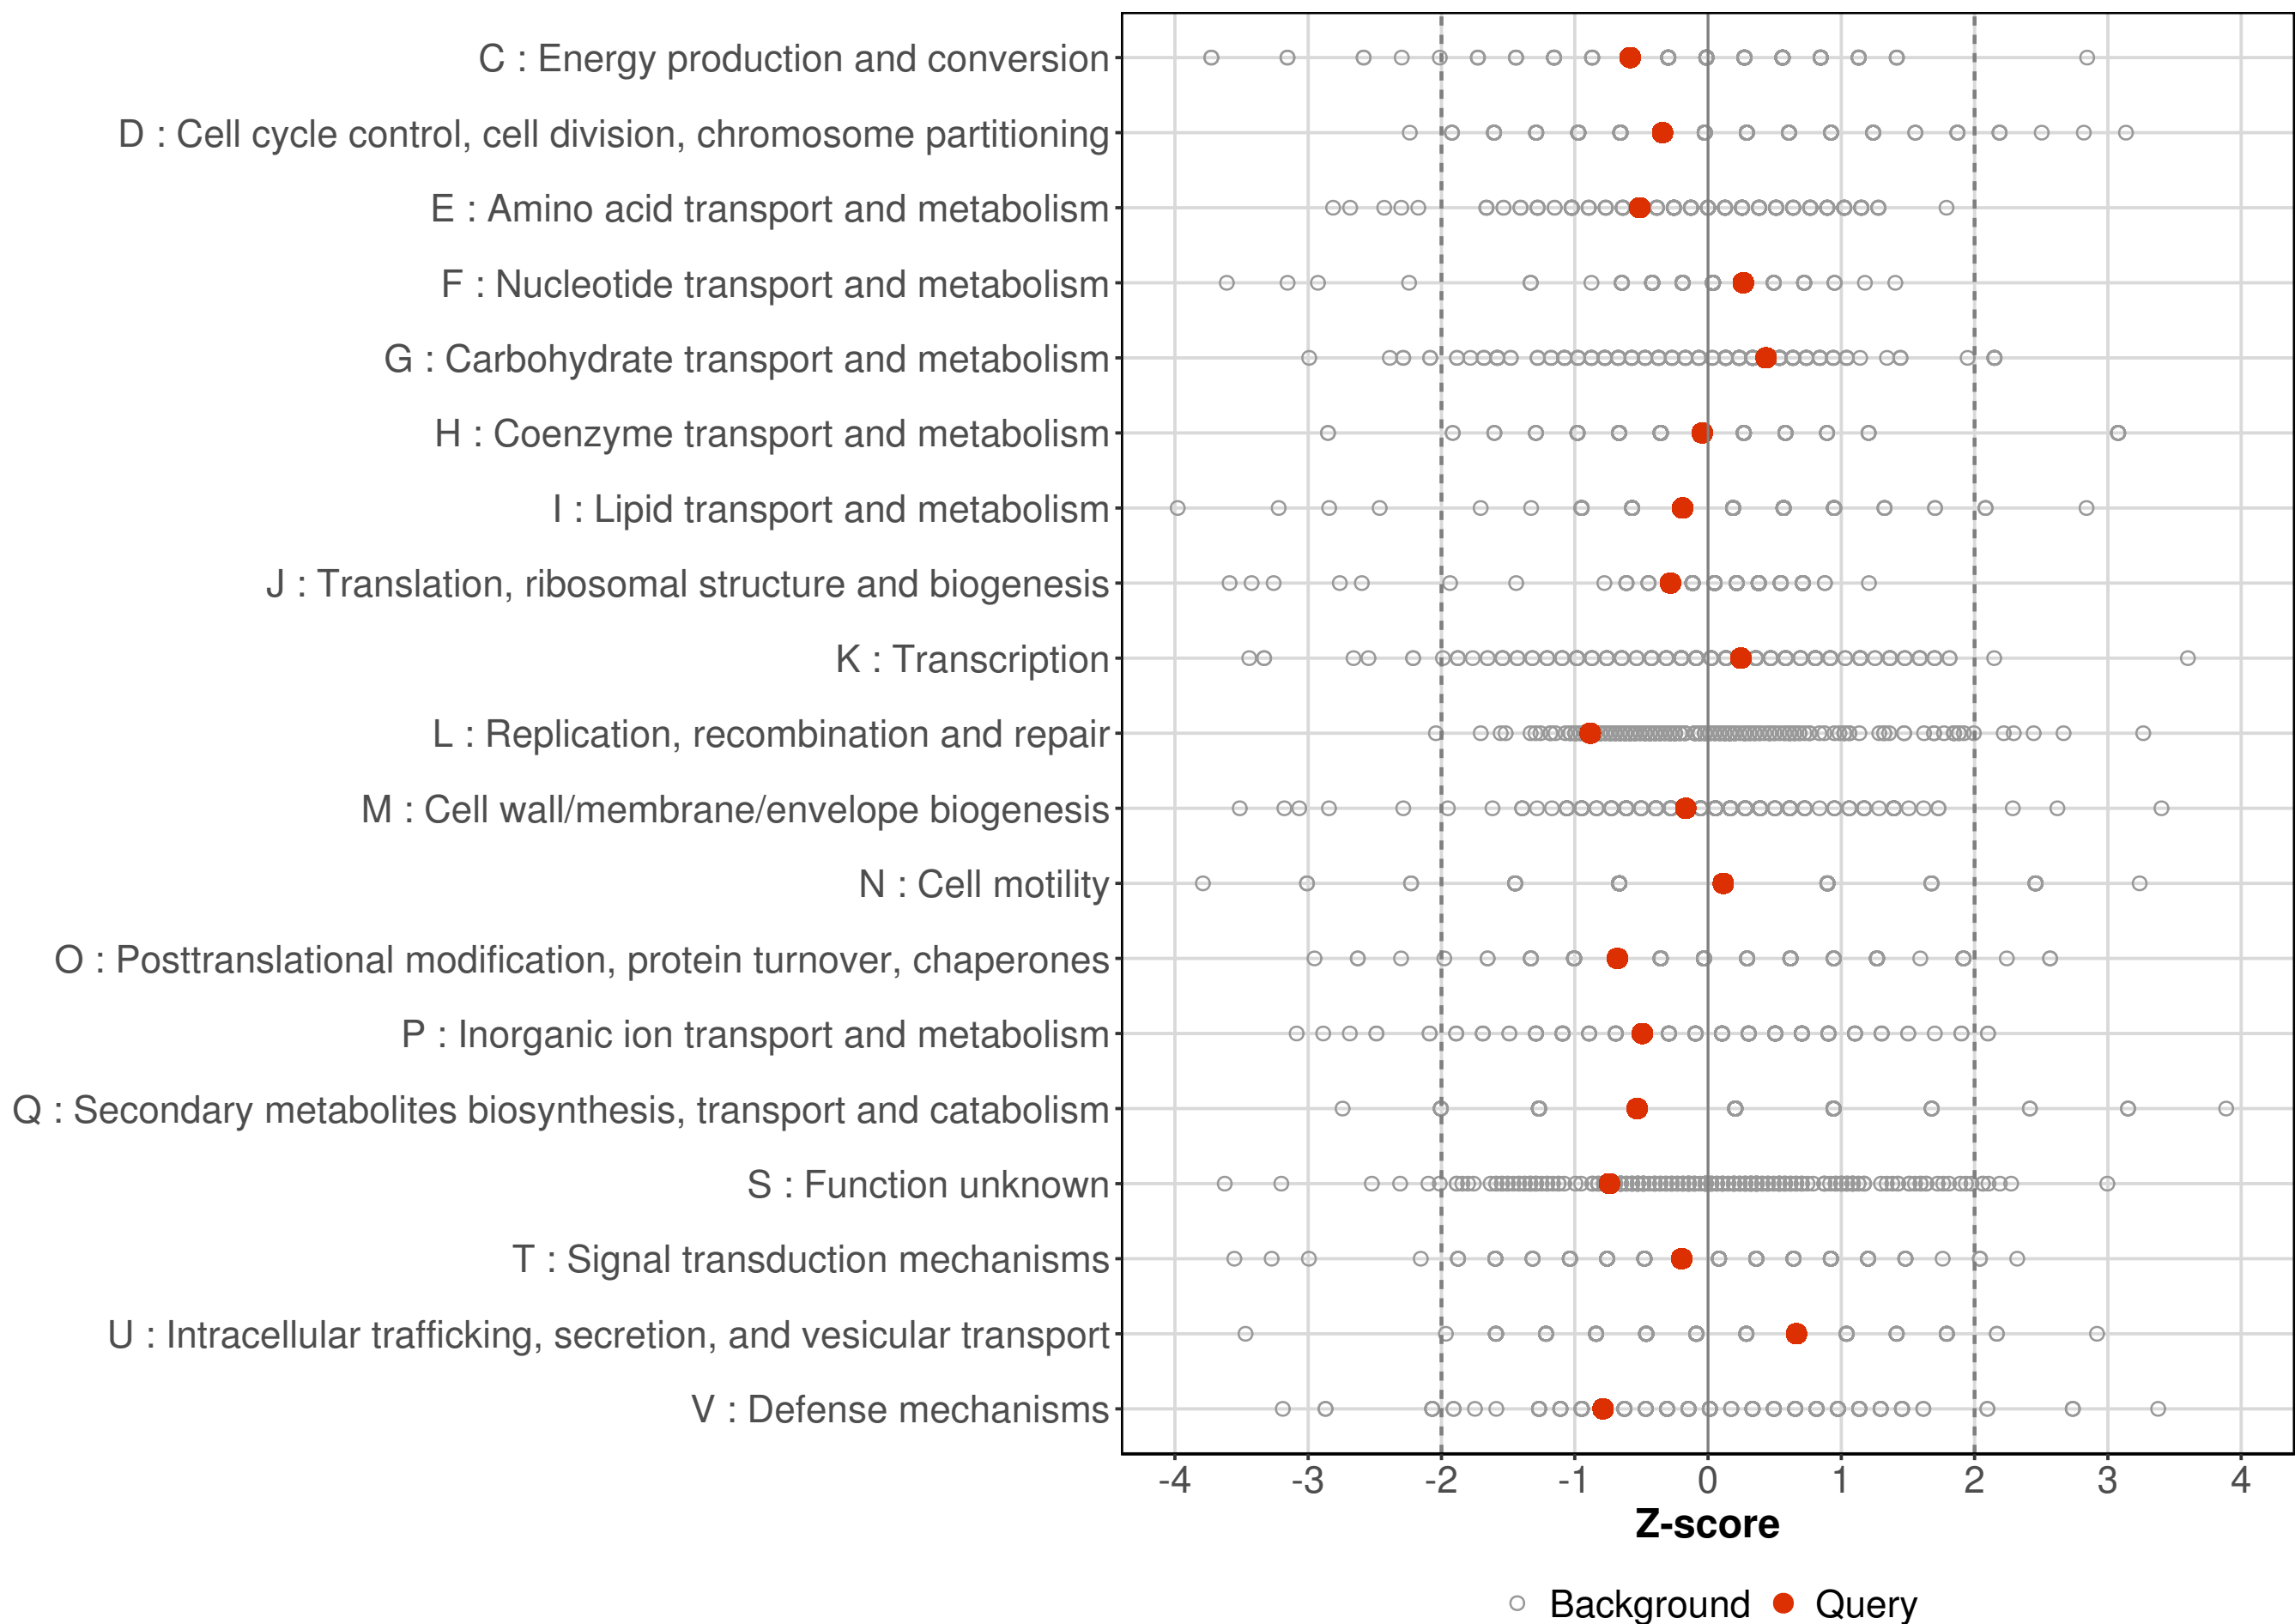 C : Energy production and conversion
D : Cell cycle control, cell division, chromosome partitioning
E : Amino acid transport and metabolism
F : Nucleotide transport and metabolism
G : Carbohydrate transport and metabolism
H : Coenzyme transport and metabolism
I : Lipid transport and metabolism
J : Translation, ribosomal structure and biogenesis
K : Transcription
L : Replication, recombination and repair
M : Cell wall/membrane/envelope biogenesis
N : Cell motility
O : Posttranslational modification, protein turnover, chaperones
P : Inorganic ion transport and metabolism
Q : Secondary metabolites biosynthesis, transport and catabolism
S : Function unknown
T : Signal transduction mechanisms
U : Intracellular trafficking, secretion, and vesicular transport
V : Defense mechanisms
-4 -3 -2 -1 0 1 2 3 4
Z-score
Background Query